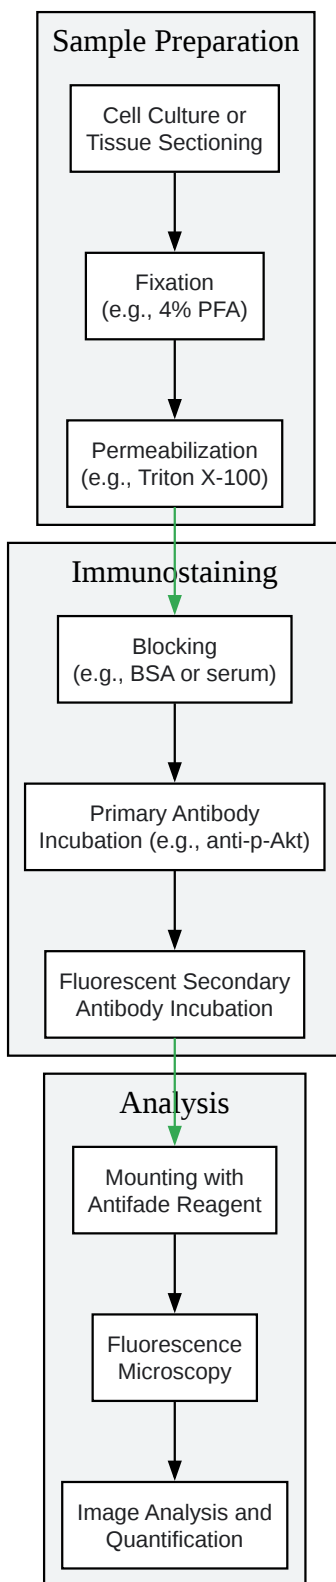 Sample Preparation
Cell Culture or
Tissue Sectioning
Fixation
(e.g., 4% PFA)
Permeabilization
(e.g., Triton X-100)
Immunostaining
Blocking
(e.g., BSA or serum)
Primary Antibody
Incubation (e.g., anti-p-Akt)
Fluorescent Secondary
Antibody Incubation
Analysis
Mounting with
Antifade Reagent
Fluorescence
Microscopy
Image Analysis and
Quantification